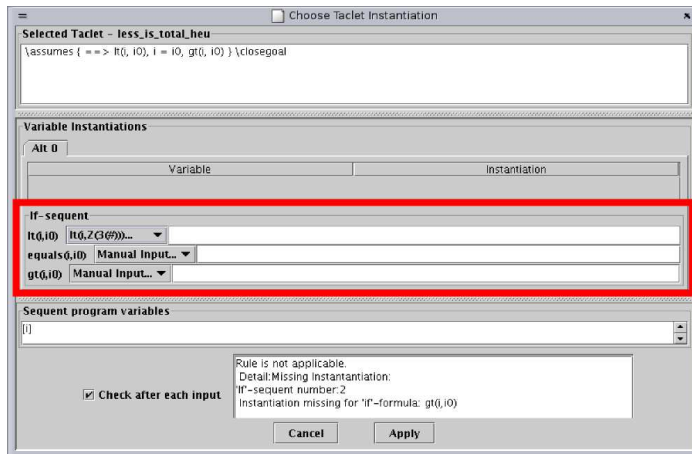 Choose Taclet Instantiation
Selected Taclet - less_is_total_heu
\assumes { ==> lt(i, i0), i = i0, gt(i, i0) } \closegoal
Variable Instantiations
Alt 0
Variable Instantiation
If-sequent
lt(i,i0) lt(i,Z(3(#)))...
equals(i,i0) Manual Input...
gt(i,i0) Manual Input...
Sequent program variables
[i]
Rule is not applicable.
Detail:Missing Instantantiation:
'If'-sequent number:2
Instantiation missing for 'if'-formula: gt(i,i0)
Check after each input
Cancel Apply